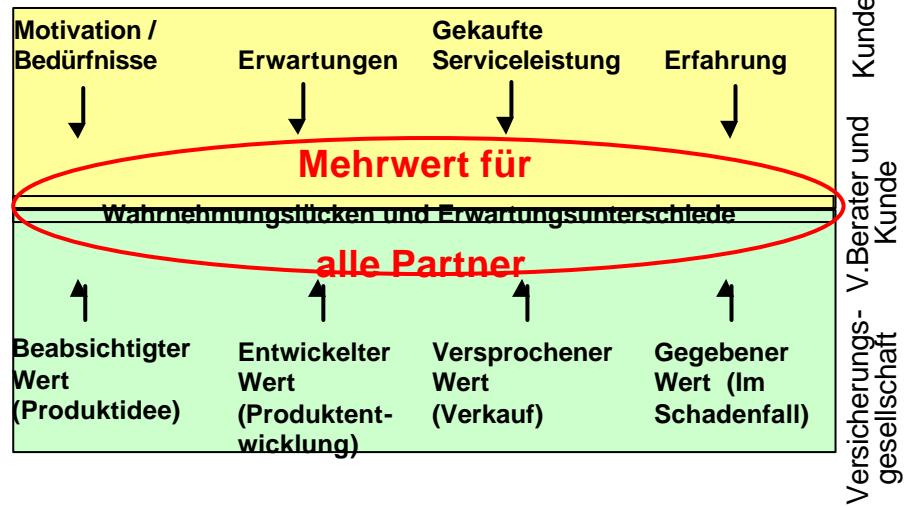 Motivation /
Bedürfnisse
Erwartungen
Gekaufte
Serviceleistung
Erfahrung
Mehrwert für
Wahrnehmungslücken und Erwartungsunterschiede
alle Partner
Beabsichtigter
Wert
(Produktidee)
Entwickelter
Wert
(Produktent-
wicklung)
Versprochener
Wert
(Verkauf)
Gegebener
Wert (Im
Schadenfall)
Kunde
V.Berater und
Kunde
Versicherungs-
gesellschaft